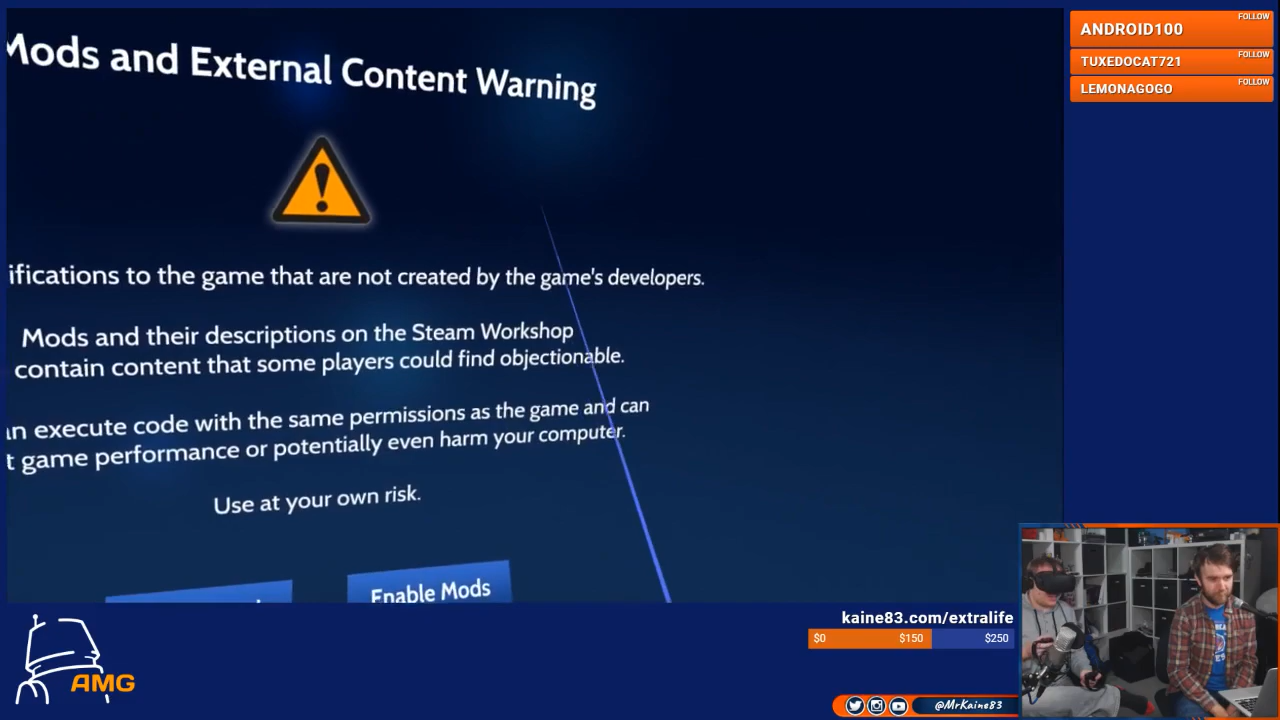 Mods and External Content Warning
ifications to the game that are not created by the game's developers.
Mods and their descriptions on the Steam Workshop
contain content that some players could find objectionable.
an execute code with the same permissions as the game and can
t game performance or potentially even harm your computer.
Use at your own risk.
Enable Mods
FOLLOW
ANDROID100
FOLLOW
TUXEDOCAT721
FOLLOW
LEMONAGOGO
kaine83.com/extralife
$0 $150 $250
AMG
@MrKaine83